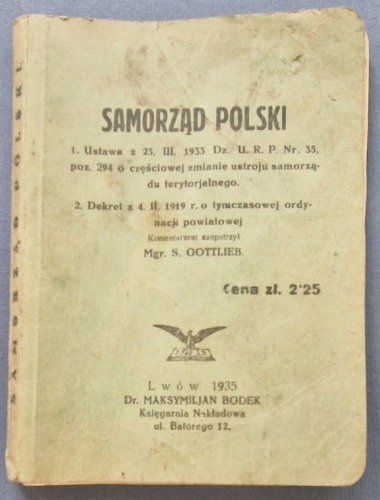 SAMORZĄD POLSKI
SAMORZĄD POLSKI
1. Ustawa z 23. III. 1933 Dz. U. R. P. Nr. 35,
poz. 294 o częściowej zmianie ustroju samorzą-
du terytorjalnego.
2. Dekret z 4. II. 1919 r. o tymczasowej ordy-
nacji powiatowej
Komentarzem zaopatrzył
Mgr. S. GOTTLIEB.
Cena zł. 2·25
Lwów 1935
Dr. MAKSYMILJAN BODEK
Księgarnia Nakładowa
ul. Batorego 12.